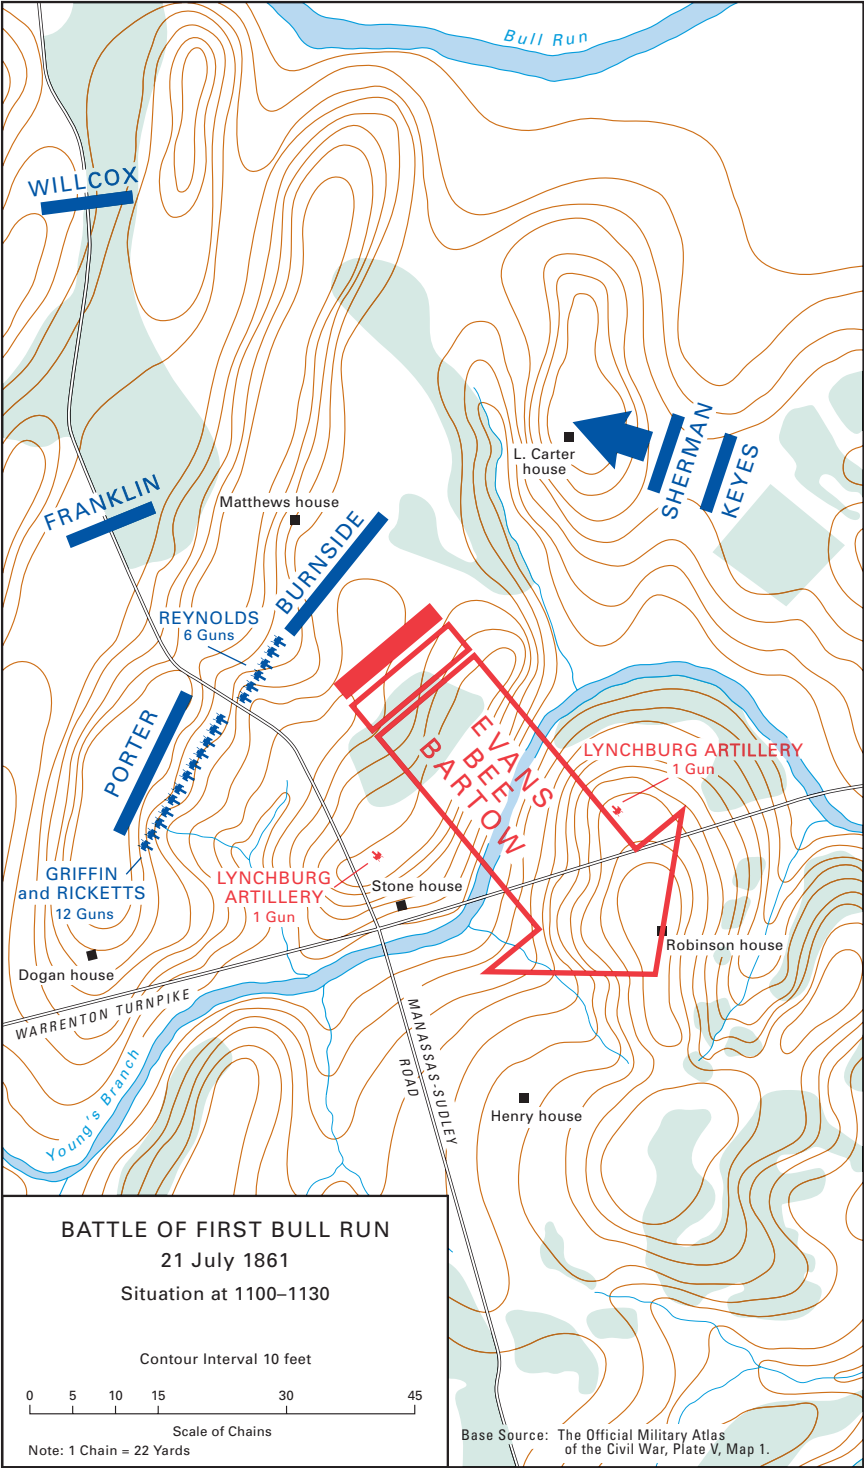 Bull Run
WILLCOX
L. Carter
house
SHERMAN
KEYES
FRANKLIN
Matthews house
BURNSIDE
REYNOLDS
6 Guns
PORTER
EVANS
BEE
BARTOW
LYNCHBURG ARTILLERY
1 Gun
GRIFFIN
and RICKETTS
12 Guns
LYNCHBURG
ARTILLERY
1 Gun
Stone house
Robinson house
Dogan house
WARRENTON TURNPIKE
MANASSAS-SUDLEY
ROAD
Young's Branch
Henry house
BATTLE OF FIRST BULL RUN
21 July 1861
Situation at 1100–1130
Contour Interval 10 feet
0 5 10 15 30 45
Scale of Chains
Note: 1 Chain = 22 Yards
Base Source: The Official Military Atlas
of the Civil War, Plate V, Map 1.